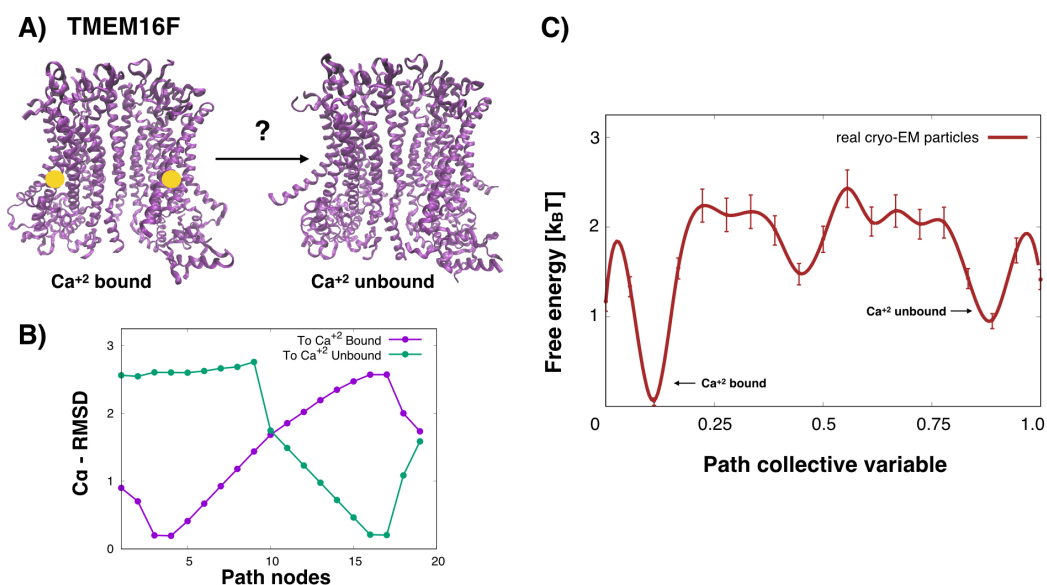 A) TMEM16F
?
Ca+2 bound
Ca+2 unbound
B)
To Ca+2 Bound
To Ca+2 Unbound
Cα - RMSD
3
2
1
0
5
10
15
20
Path nodes
C)
real cryo-EM particles
Free energy [kBT]
3
2
1
Ca+2 unbound
Ca+2 bound
0
0.25
0.5
0.75
1.0
Path collective variable